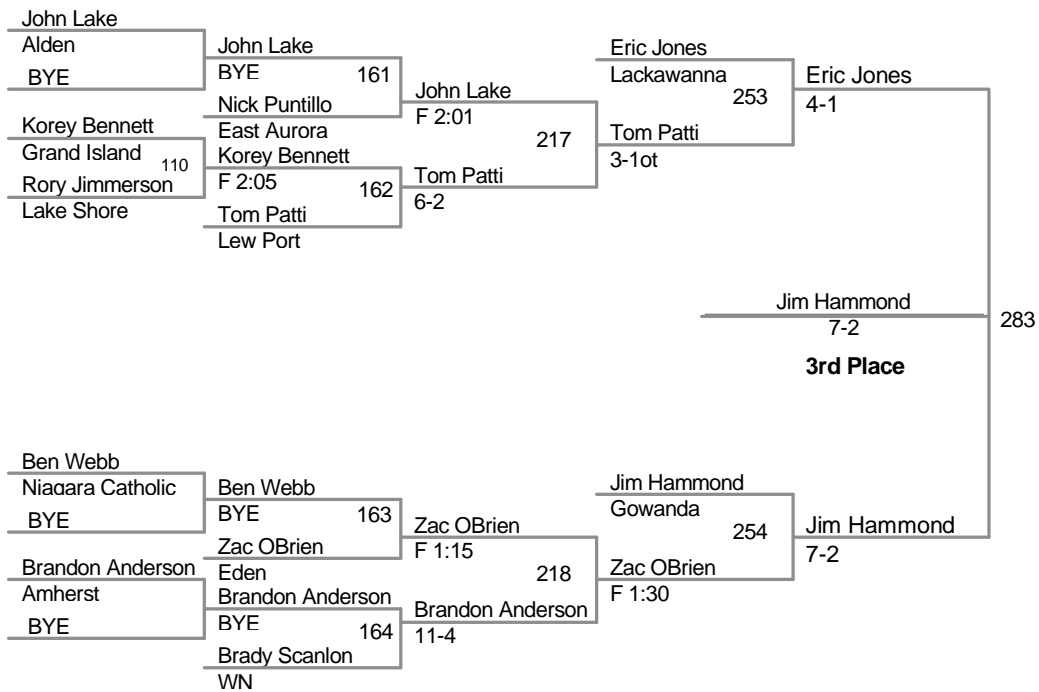 John Lake
Alden
BYE
Korey Bennett
Grand Island
110
Rory Jimmerson
Lake Shore
John Lake
BYE
161
Nick Puntillo
East Aurora
Korey Bennett
F 2:05
162
Tom Patti
Lew Port
John Lake
F 2:01
217
Tom Patti
6-2
Eric Jones
Lackawanna
253
Tom Patti
3-1ot
Eric Jones
4-1
Jim Hammond
7-2
283
3rd Place
Ben Webb
Niagara Catholic
BYE
Brandon Anderson
Amherst
BYE
Ben Webb
BYE
163
Zac OBrien
Eden
Brandon Anderson
BYE
164
Brady Scanlon
WN
Zac OBrien
F 1:15
218
Brandon Anderson
11-4
Jim Hammond
Gowanda
254
Zac OBrien
F 1:30
Jim Hammond
7-2